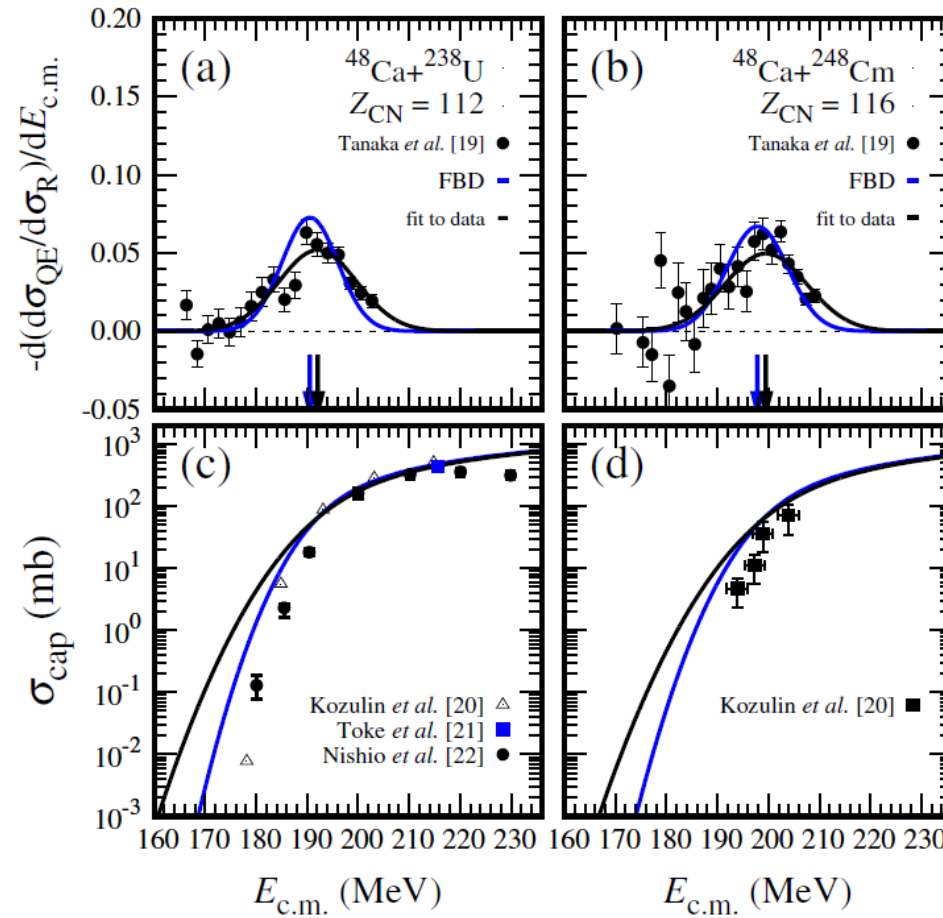 -d(dσQE/dσR)/dEc.m.
0.20
0.15
0.10
0.05
0.00
-0.05
(a)
48Ca+238U
ZCN = 112
Tanaka et al. [19]
FBD
fit to data
(b)
48Ca+248Cm
ZCN = 116
Tanaka et al. [19]
FBD
fit to data
σcap (mb)
10^3
10^2
10^1
10^0
10^-1
10^-2
10^-3
(c)
Kozulin et al. [20]
Toke et al. [21]
Nishio et al. [22]
(d)
Kozulin et al. [20]
160 170 180 190 200 210 220 230
160 170 180 190 200 210 220 230
Ec.m. (MeV)
Ec.m. (MeV)